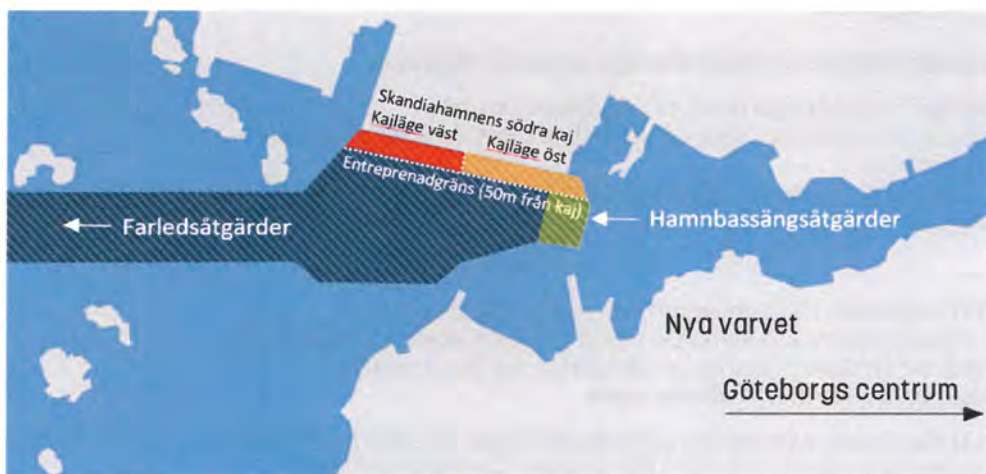 Skandiahamnens södra kaj
Kajläge väst
Kajläge öst
Entreprenadgräns (50m från kaj)
Farledsåtgärder
Hamnbassängsåtgärder
Nya varvet
Göteborgs centrum